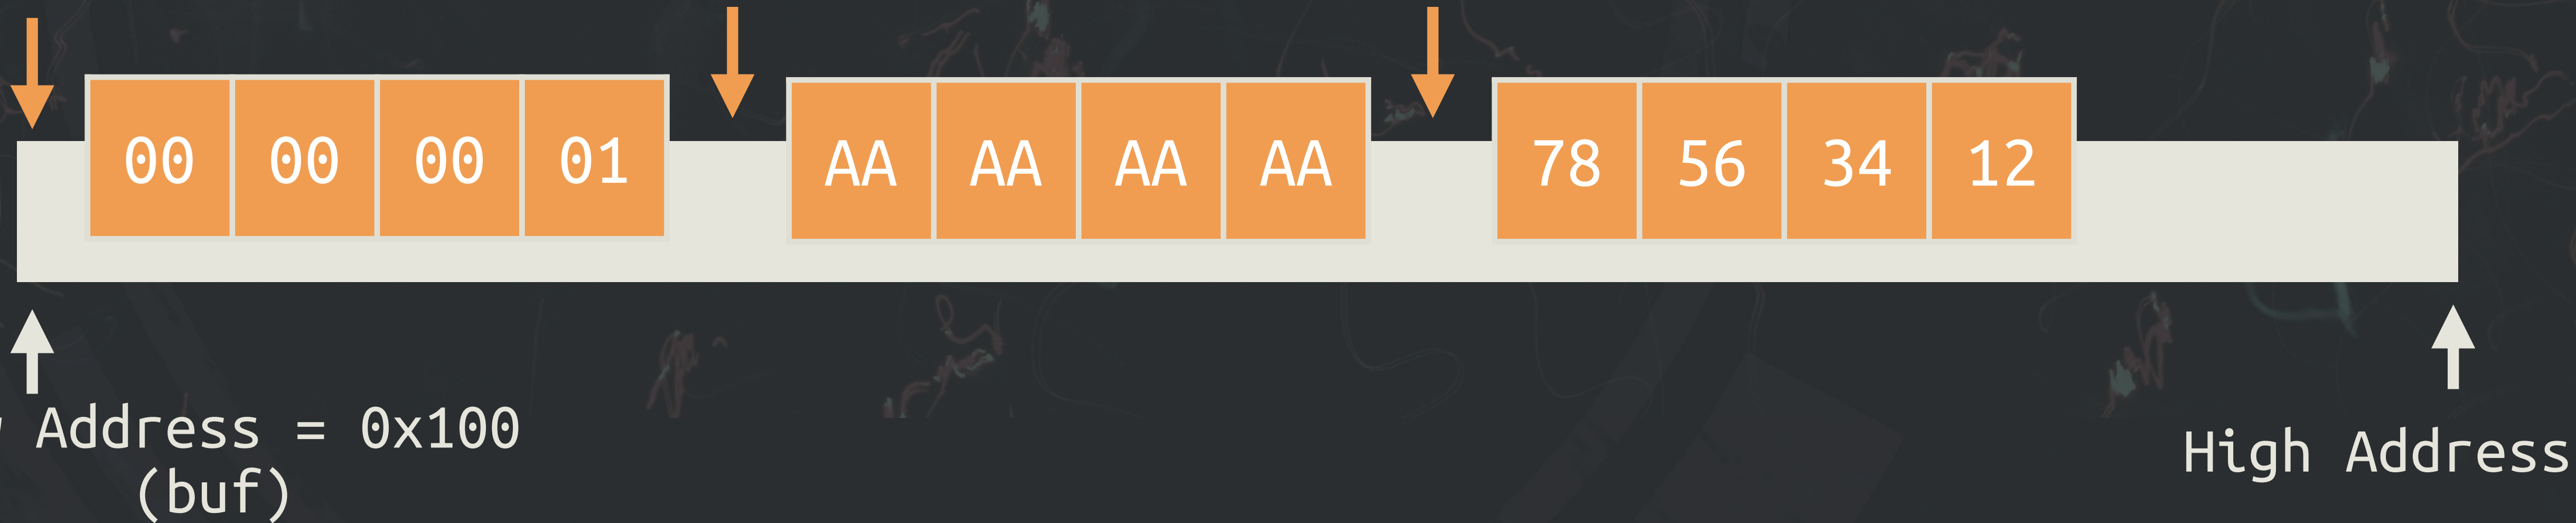 00 00 00 01 AA AA AA AA 78 56 34 12
Address = 0x100
(buf)
High Address